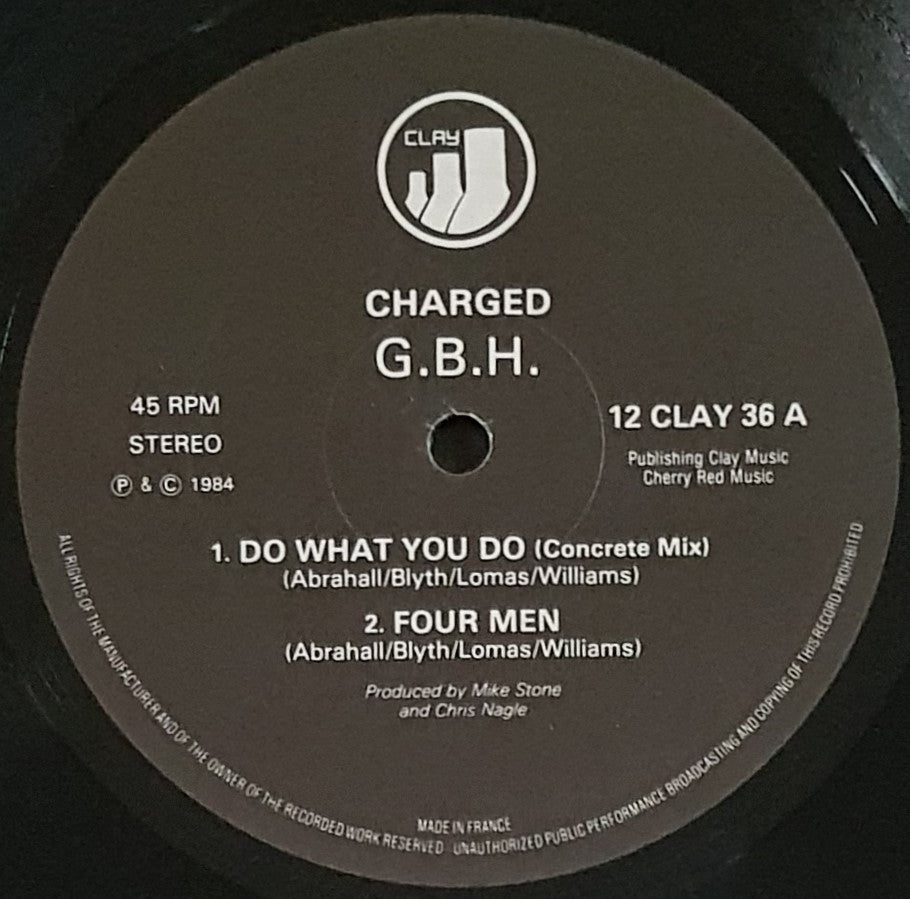 CLAY
CHARGED
G.B.H.
45 RPM
STEREO
Ⓟ & © 1984
12 CLAY 36 A
Publishing Clay Music
Cherry Red Music
1. DO WHAT YOU DO (Concrete Mix)
(Abrahall/Blyth/Lomas/Williams)
2. FOUR MEN
(Abrahall/Blyth/Lomas/Williams)
Produced by Mike Stone
and Chris Nagle
MADE IN FRANCE
ALL RIGHTS OF THE MANUFACTURER AND OF THE OWNER OF THE RECORDED WORK RESERVED UNAUTHORIZED PUBLIC PERFORMANCE BROADCASTING AND COPYING OF THIS RECORD PROHIBITED